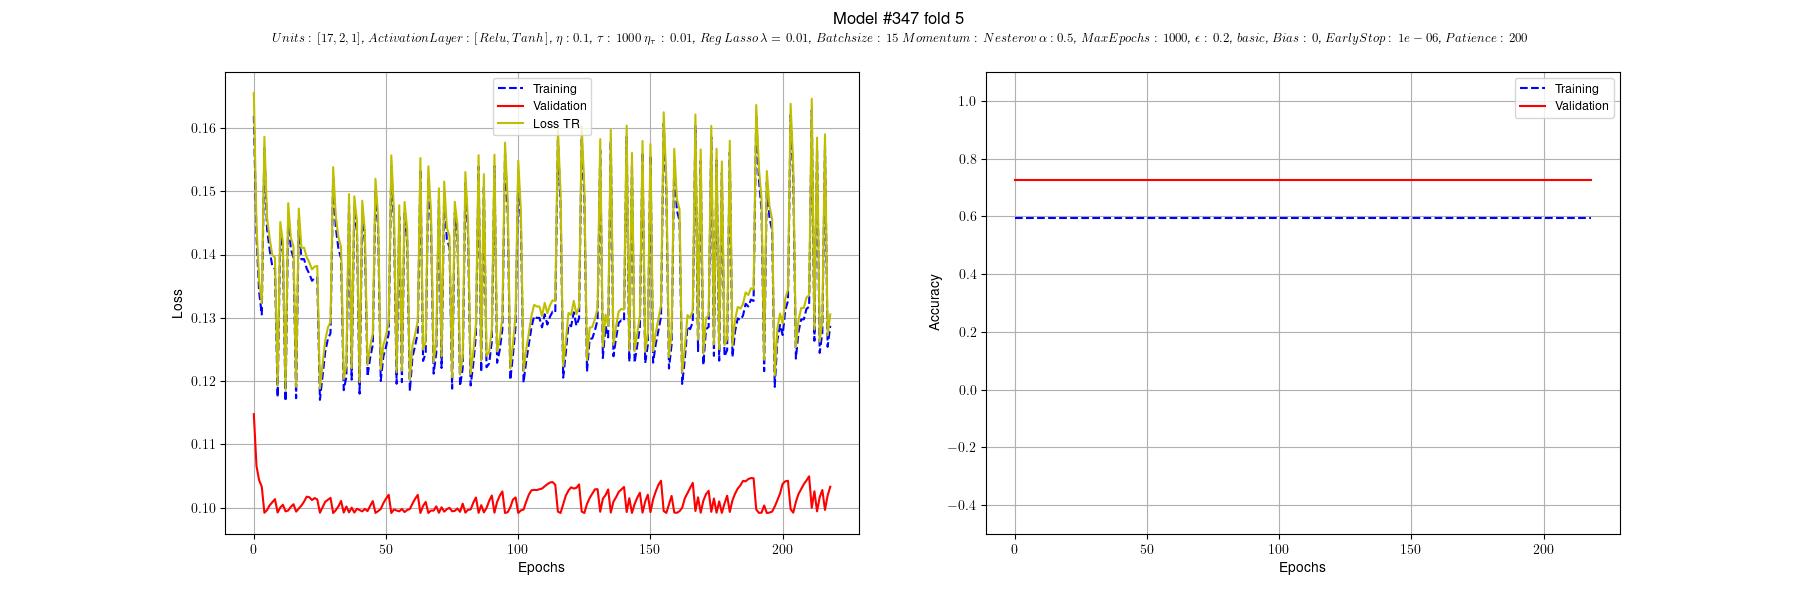 Model #347 fold 5
Units : [17, 2, 1], ActivationLayer : [Relu, Tanh], η : 0.1, τ : 1000 ητ : 0.01, Reg Lasso λ = 0.01, Batchsize : 15 Momentum : Nesterov α : 0.5, MaxEpochs : 1000, ϵ : 0.2, basic, Bias : 0, EarlyStop : 1e − 06, Patience : 200
Training
Validation
Loss TR
0.16
0.15
0.14
0.13
0.12
0.11
0.10
Loss
0 50 100 150 200
Epochs
Training
Validation
1.0
0.8
0.6
0.4
0.2
0.0
−0.2
−0.4
Accuracy
0 50 100 150 200
Epochs